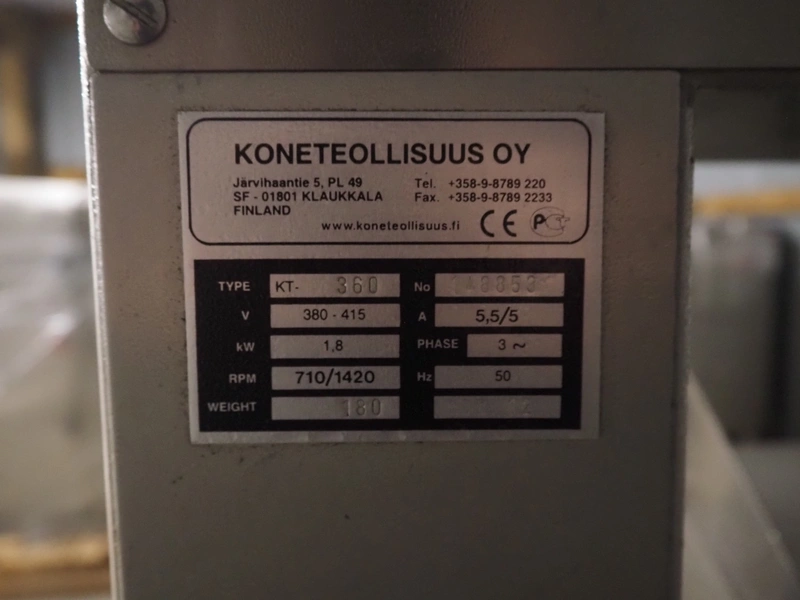 KONETEOLLISUUS OY
Järvihaantie 5, PL 49 Tel. +358-9-8789 220
SF - 01801 KLAUKKALA Fax. +358-9-8789 2233
FINLAND
www.koneteollisuus.fi CE
TYPE KT- 360 No
V 380 - 415 A 5,5/5
kW 1,8 PHASE 3 ~
RPM 710/1420 Hz 50
WEIGHT 180